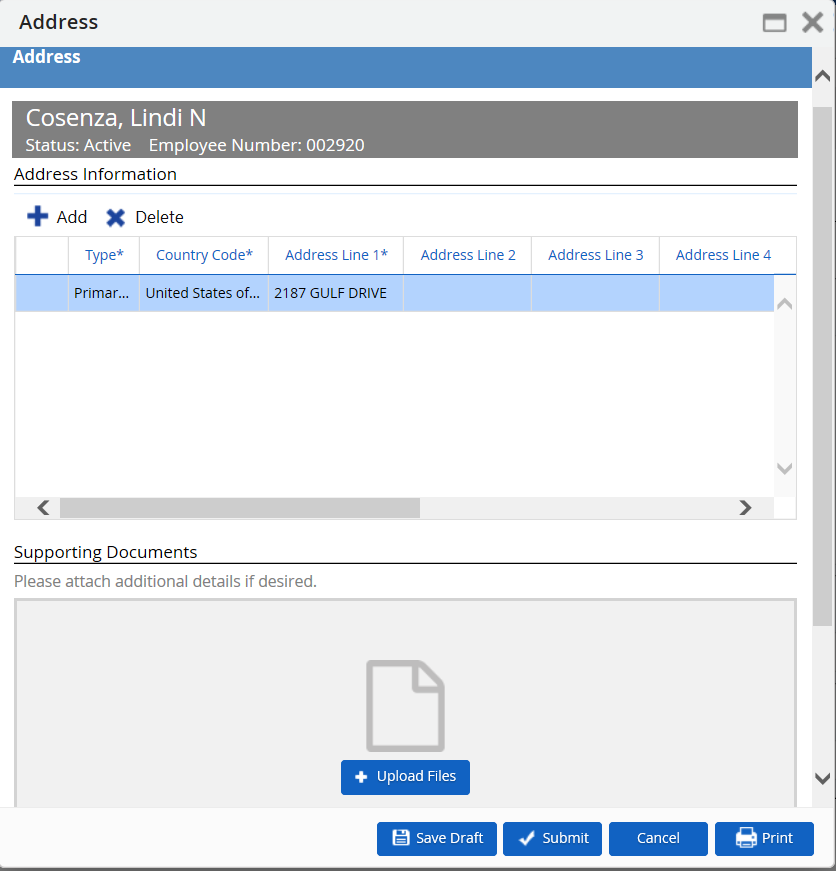 Address
Address
Cosenza, Lindi N
Status: Active Employee Number: 002920
Address Information
Add Delete
Type* Country Code* Address Line 1* Address Line 2 Address Line 3 Address Line 4
Primar... United States of... 2187 GULF DRIVE
Supporting Documents
Please attach additional details if desired.
Upload Files
Save Draft Submit Cancel Print